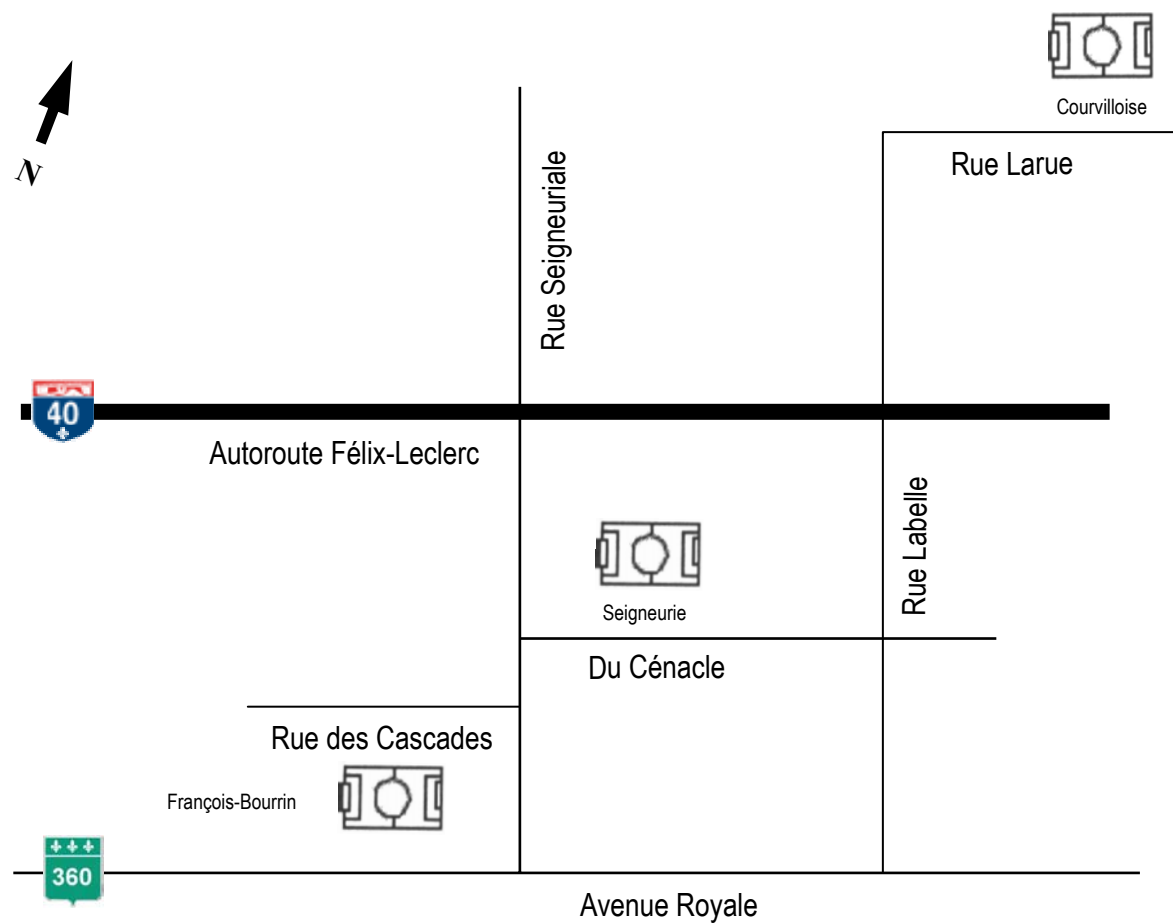 Courvilloise
N
Rue Larue
Rue Seigneuriale
40
Autoroute Félix-Leclerc
Rue Labelle
Seigneurie
Du Cénacle
Rue des Cascades
François-Bourrin
360
Avenue Royale